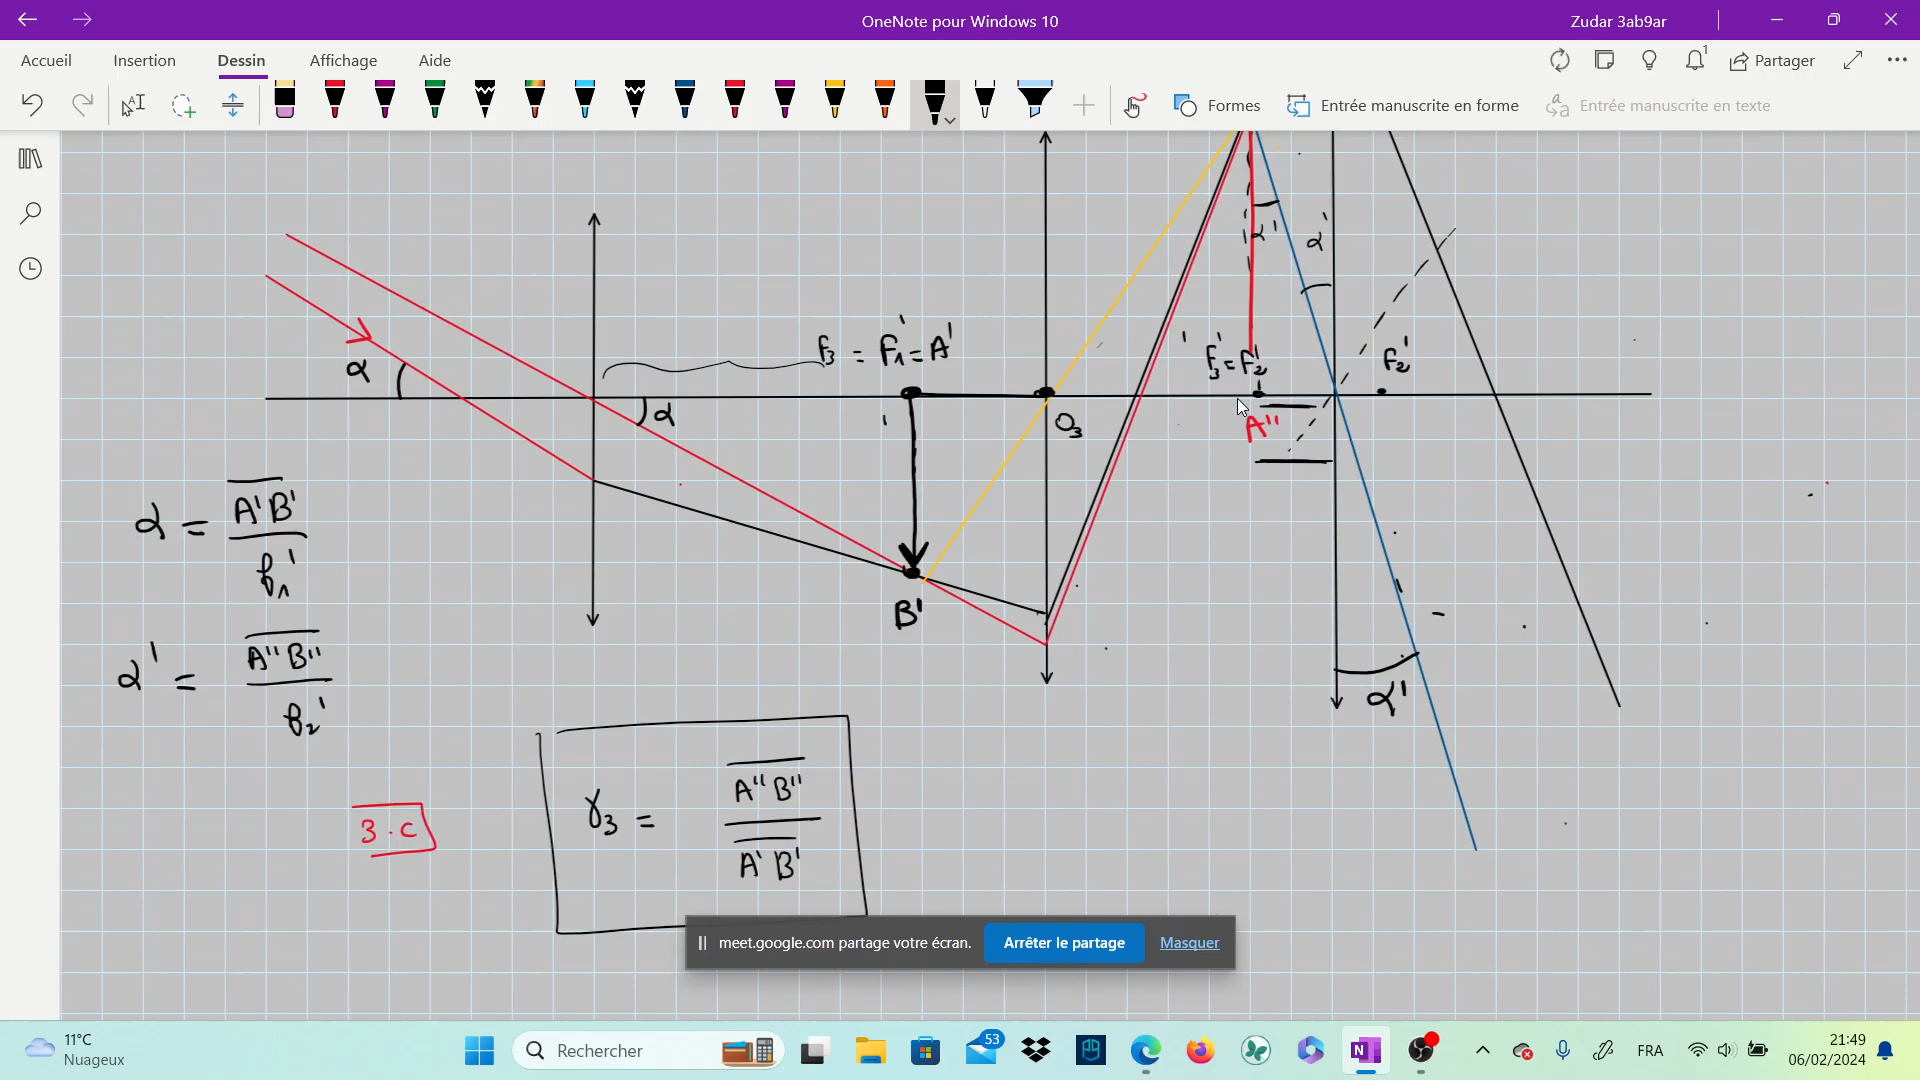 OneNote pour Windows 10
Zudar 3ab9ar
Accueil Insertion Dessin Affichage Aide
1
Partager
Formes Entrée manuscrite en forme Entrée manuscrite en texte
α' α'
F3 = F1' = A'
F3' = F2' F2'
α
α
O3
A''
α = A'B' / f1'
B'
α' = A''B'' / f2'
α'
γ3 = A''B'' / A'B'
3.c
meet.google.com partage votre écran. Arrêter le partage Masquer
11°C
Nuageux
Rechercher
53
FRA
21:49
06/02/2024